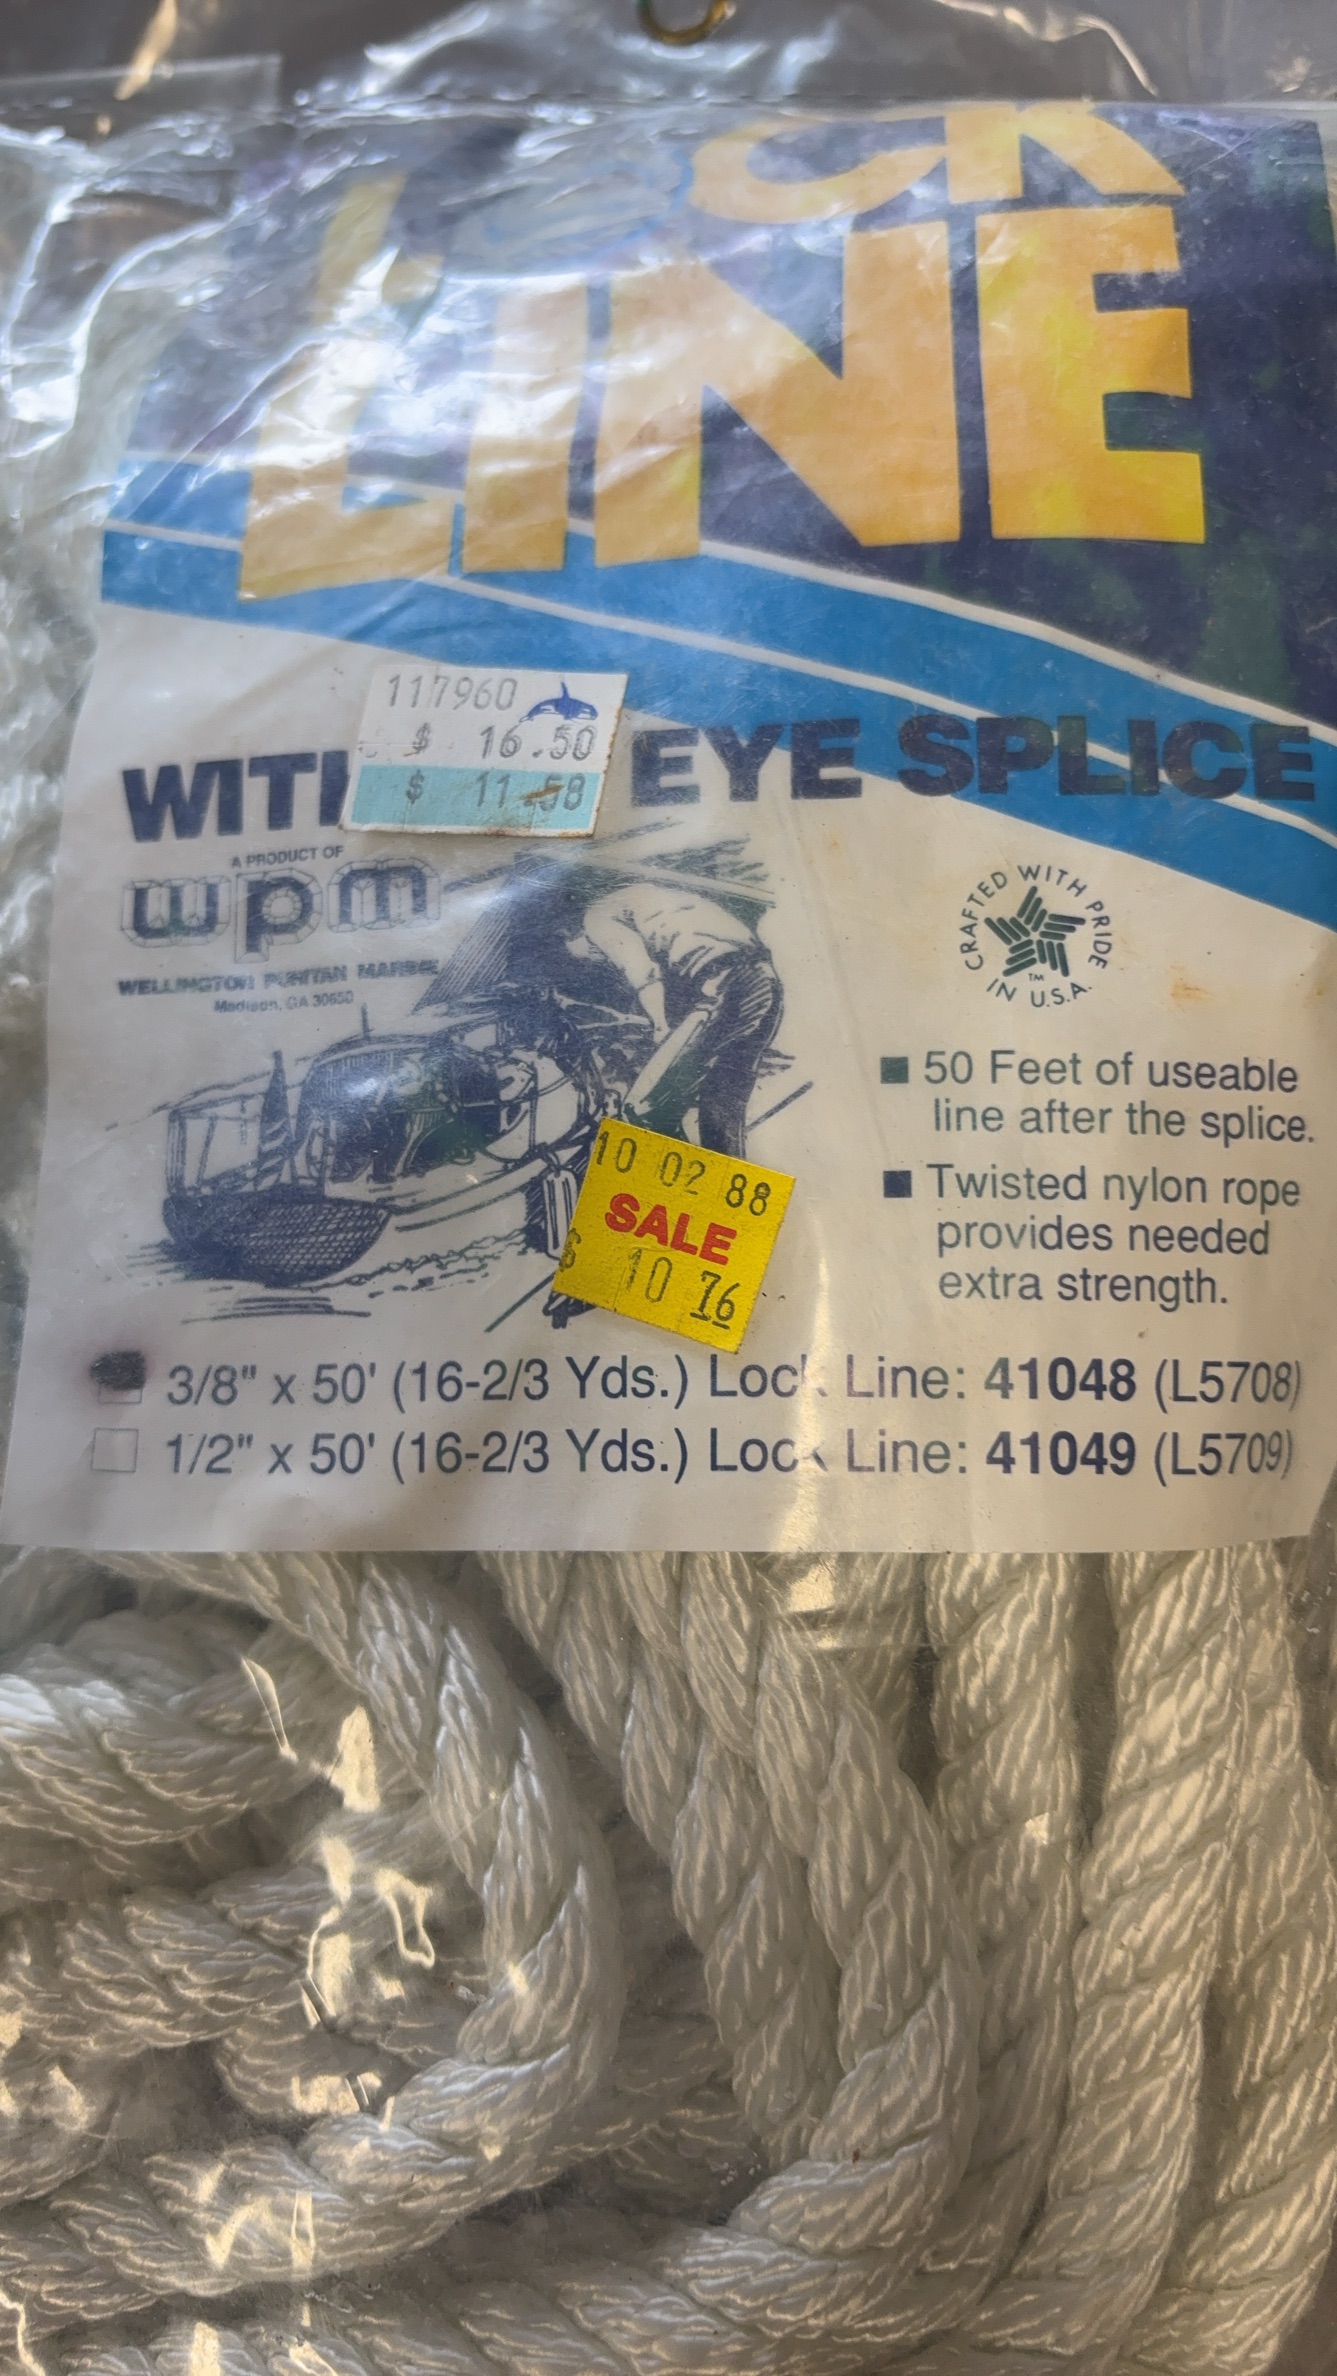 CK
LINE
117960
$ 16.50
$ 11.58
WITH EYE SPLICE
A PRODUCT OF
wpm
WELLINGTON PURITAN MARINE
Madison, GA 30650
CRAFTED WITH PRIDE
IN U.S.A.
TM
■ 50 Feet of useable
line after the splice.
■ Twisted nylon rope
provides needed
extra strength.
10 02 88
SALE
$ 10 76
3/8" x 50' (16-2/3 Yds.) Lock Line: 41048 (L5708)
1/2" x 50' (16-2/3 Yds.) Lock Line: 41049 (L5709)